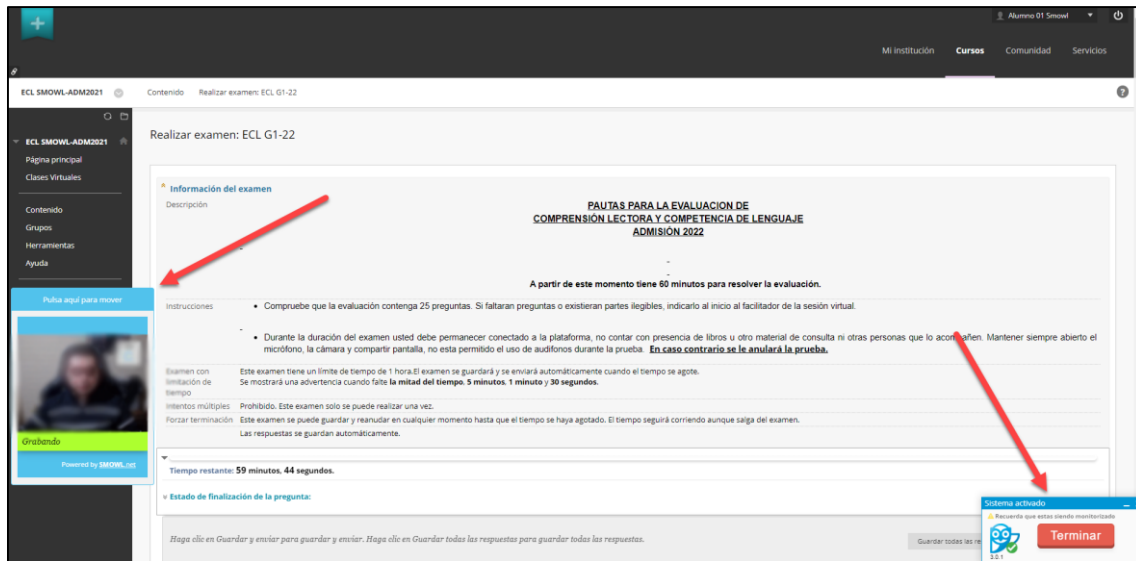 Alumno 01 Smowl
Mi institución Cursos Comunidad Servicios
ECL SMOWL-ADM2021 Contenido Realizar examen: ECL G1-22
ECL SMOWL-ADM2021
Página principal
Clases Virtuales
Contenido
Grupos
Herramientas
Ayuda
Pulsa aquí para mover
Grabando
Powered by SMOWL.net
Realizar examen: ECL G1-22
Información del examen
Descripción
PAUTAS PARA LA EVALUACION DE
COMPRENSIÓN LECTORA Y COMPETENCIA DE LENGUAJE
ADMISIÓN 2022
A partir de este momento tiene 60 minutos para resolver la evaluación.
Instrucciones
• Compruebe que la evaluación contenga 25 preguntas. Si faltaran preguntas o existieran partes ilegibles, indicarlo al inicio al facilitador de la sesión virtual.
• Durante la duración del examen usted debe permanecer conectado a la plataforma, no contar con presencia de libros u otro material de consulta ni otras personas que lo acompañen. Mantener siempre abierto el
micrófono, la cámara y compartir pantalla, no esta permitido el uso de audifonos durante la prueba. En caso contrario se le anulará la prueba.
Examen con
limitación de
tiempo
Este examen tiene un límite de tiempo de 1 hora.El examen se guardará y se enviará automáticamente cuando el tiempo se agote.
Se mostrará una advertencia cuando falte la mitad del tiempo, 5 minutos, 1 minuto y 30 segundos.
Intentos múltiples Prohibido. Este examen solo se puede realizar una vez.
Forzar terminación Este examen se puede guardar y reanudar en cualquier momento hasta que el tiempo se haya agotado. El tiempo seguirá corriendo aunque salga del examen.
Las respuestas se guardan automáticamente.
Tiempo restante: 59 minutos, 44 segundos.
Estado de finalización de la pregunta:
Haga clic en Guardar y enviar para guardar y enviar. Haga clic en Guardar todas las respuestas para guardar todas las respuestas.
Guardar todas las re
Sistema activado
Recuerda que estas siendo monitorizado
Terminar
3.0.1